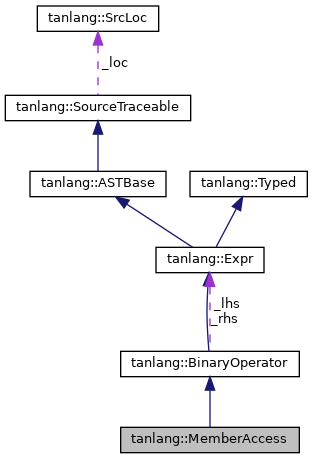 tanlang::SrcLoc
_loc
tanlang::SourceTraceable
tanlang::ASTBase
tanlang::Typed
tanlang::Expr
_lhs
_rhs
tanlang::BinaryOperator
tanlang::MemberAccess